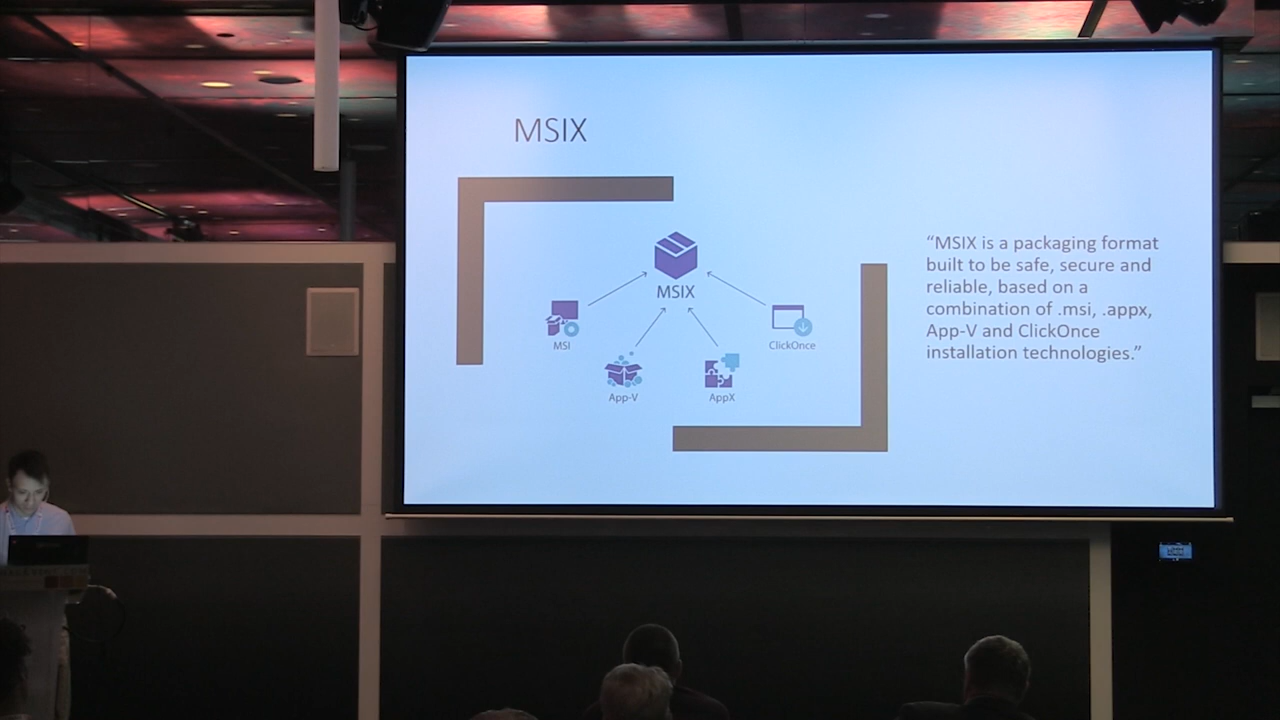 MSIX
MSIX
MSI
App-V
AppX
ClickOnce
“MSIX is a packaging format
built to be safe, secure and
reliable, based on a
combination of .msi, .appx,
App-V and ClickOnce
installation technologies.”